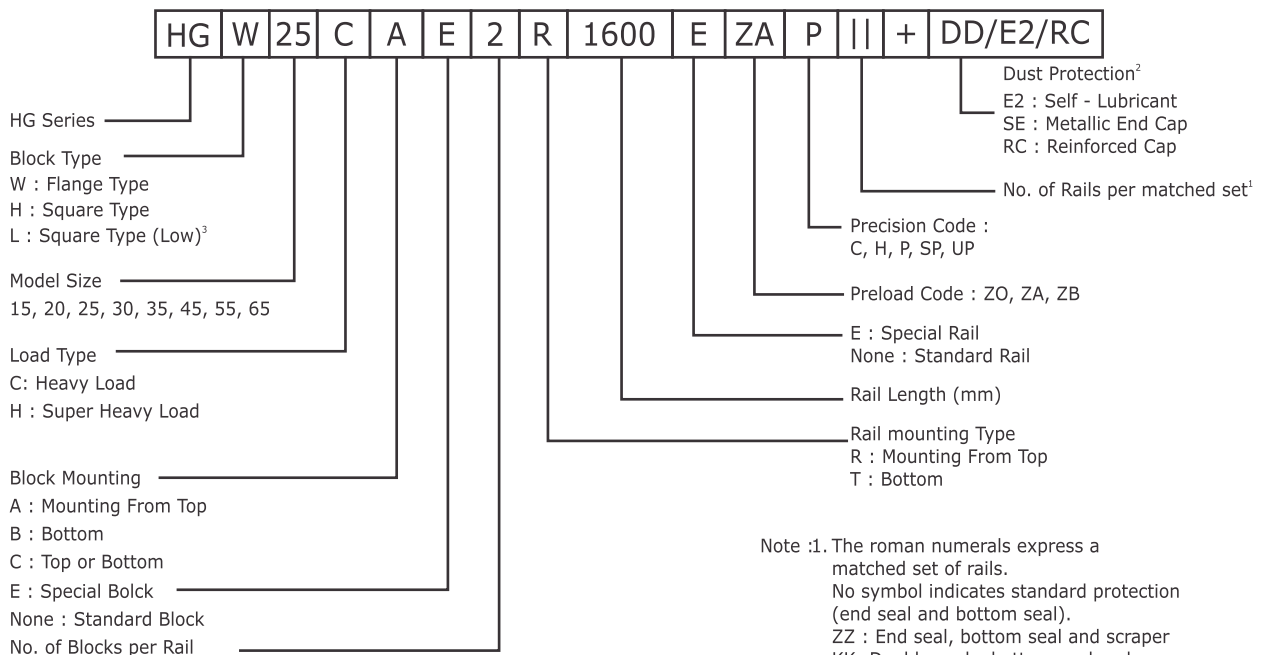 HG W 25 C A E 2 R 1600 E ZA P || + DD/E2/RC
HG Series
Block Type
W : Flange Type
H : Square Type
L : Square Type (Low)3
Model Size
15, 20, 25, 30, 35, 45, 55, 65
Load Type
C: Heavy Load
H : Super Heavy Load
Block Mounting
A : Mounting From Top
B : Bottom
C : Top or Bottom
E : Special Bolck
None : Standard Block
No. of Blocks per Rail
Dust Protection2
E2 : Self - Lubricant
SE : Metallic End Cap
RC : Reinforced Cap
No. of Rails per matched set1
Precision Code :
C, H, P, SP, UP
Preload Code : ZO, ZA, ZB
E : Special Rail
None : Standard Rail
Rail Length (mm)
Rail mounting Type
R : Mounting From Top
T : Bottom
Note :1. The roman numerals express a
matched set of rails.
No symbol indicates standard protection
(end seal and bottom seal).
ZZ : End seal, bottom seal and scraper